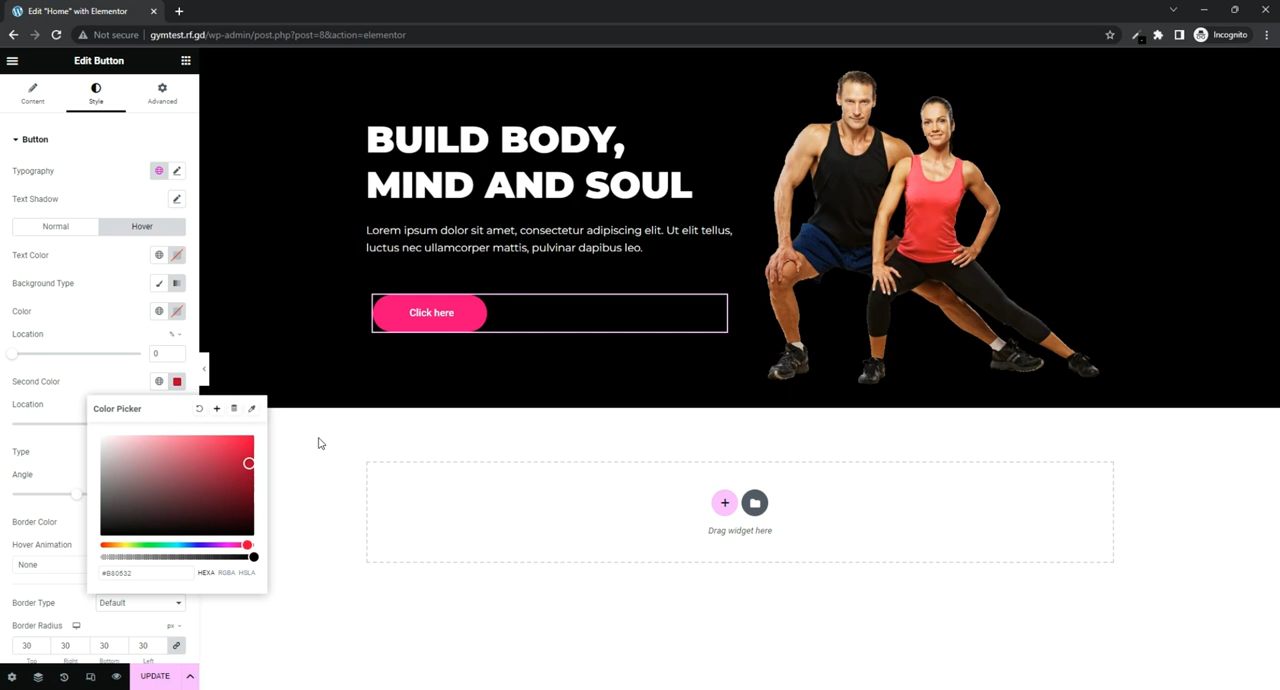 Edit "Home" with Elementor
Not secure
gymtest.rf.gd/wp-admin/post.php?post=8&action=elementor
Incognito
Edit Button
Content
Style
Advanced
Button
Typography
Text Shadow
Normal
Hover
Text Color
Background Type
Color
Location
%
0
Second Color
Location
Color Picker
Type
Angle
Border Color
Hover Animation
None
#B80532
HEXA
RGBA
HSLA
Border Type
Default
Border Radius
px
30
30
30
30
Top
Right
Bottom
Left
UPDATE
BUILD BODY,
MIND AND SOUL
Lorem ipsum dolor sit amet, consectetur adipiscing elit. Ut elit tellus,
luctus nec ullamcorper mattis, pulvinar dapibus leo.
Click here
Drag widget here